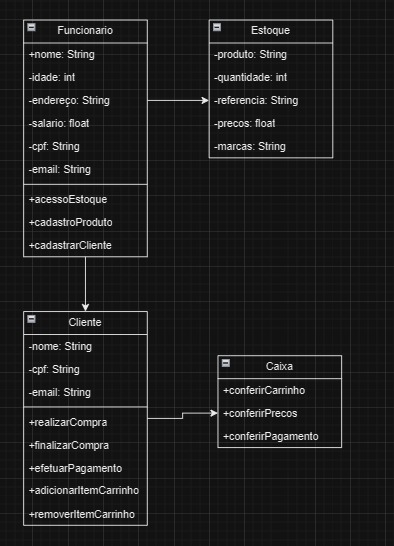 Funcionario
+nome: String
-idade: int
-endereço: String
-salario: float
-cpf: String
-email: String
+acessoEstoque
+cadastroProduto
+cadastrarCliente
Estoque
-produto: String
-quantidade: int
-referencia: String
-precos: float
-marcas: String
Cliente
-nome: String
-cpf: String
-email: String
+realizarCompra
+finalizarCompra
+efetuarPagamento
+adicionarItemCarrinho
+removerItemCarrinho
Caixa
+conferirCarrinho
+conferirPrecos
+conferirPagamento